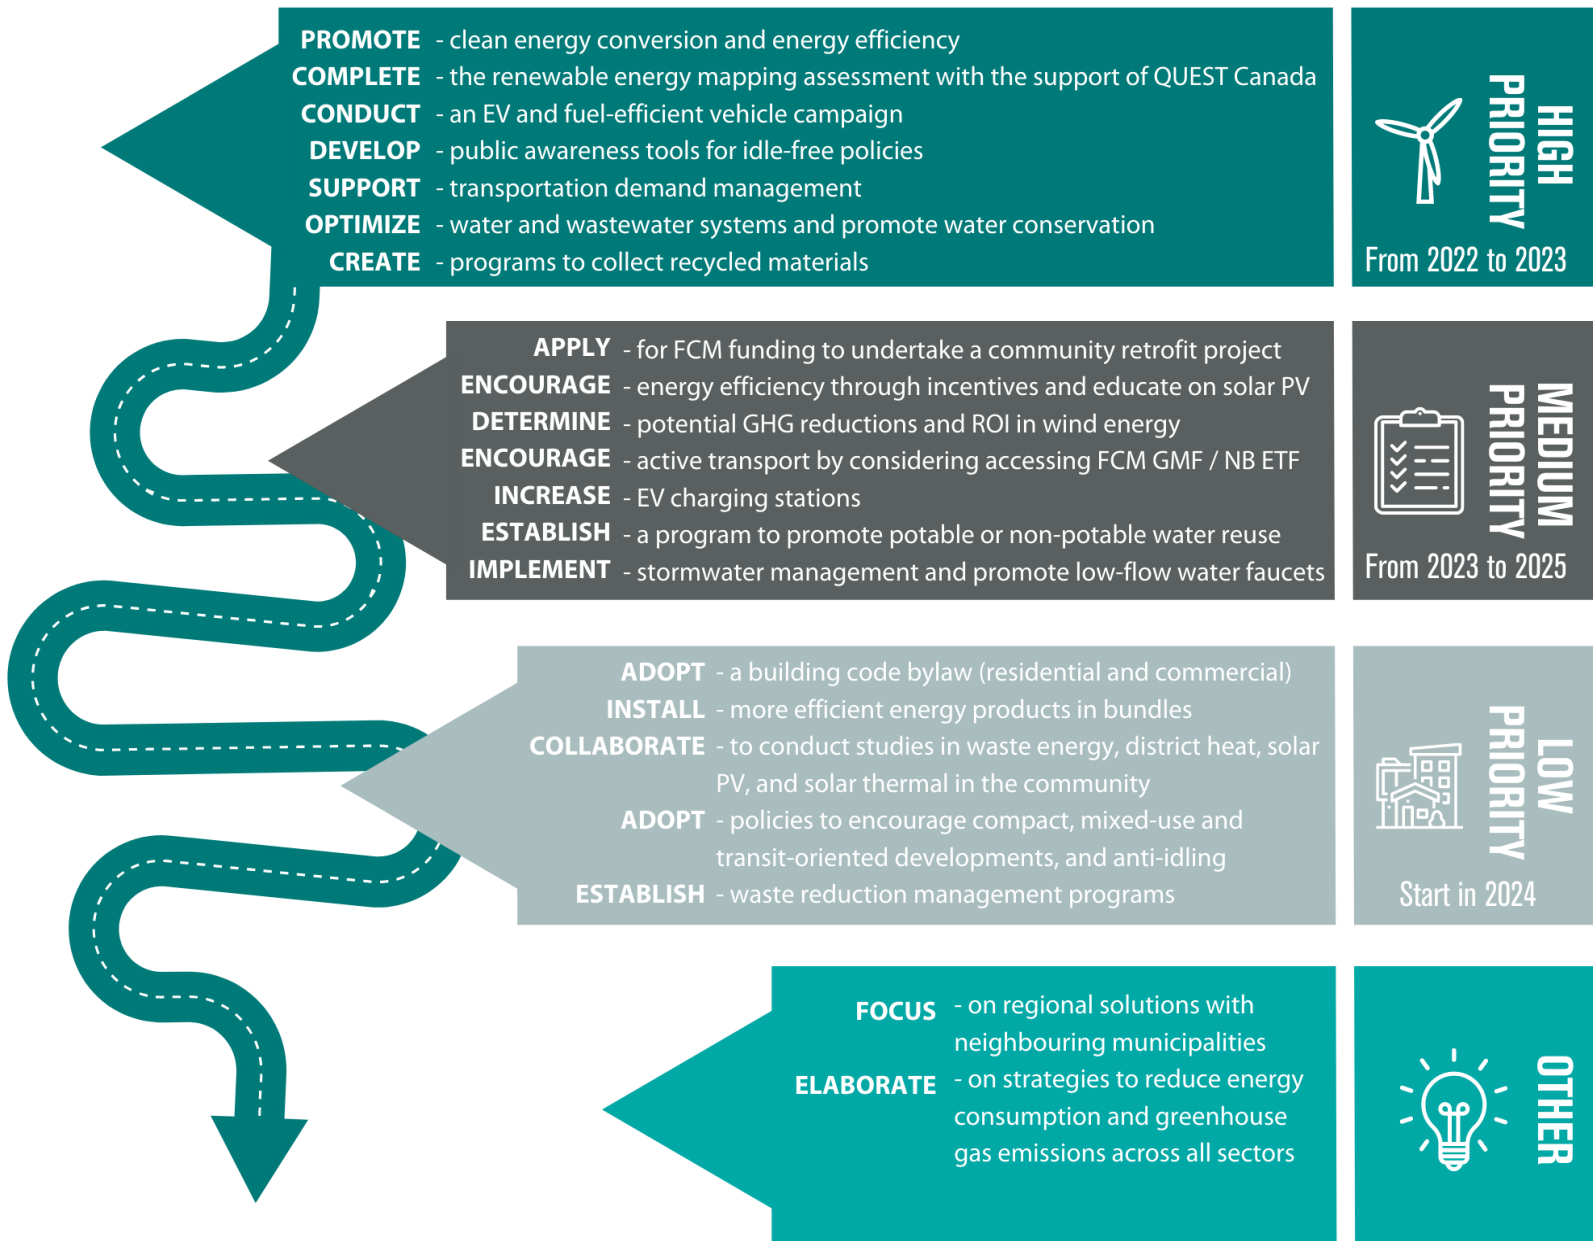 PROMOTE - clean energy conversion and energy efficiency
COMPLETE - the renewable energy mapping assessment with the support of QUEST Canada
CONDUCT - an EV and fuel-efficient vehicle campaign
DEVELOP - public awareness tools for idle-free policies
SUPPORT - transportation demand management
OPTIMIZE - water and wastewater systems and promote water conservation
CREATE - programs to collect recycled materials
HIGH
PRIORITY
From 2022 to 2023
APPLY - for FCM funding to undertake a community retrofit project
ENCOURAGE - energy efficiency through incentives and educate on solar PV
DETERMINE - potential GHG reductions and ROI in wind energy
ENCOURAGE - active transport by considering accessing FCM GMF / NB ETF
INCREASE - EV charging stations
ESTABLISH - a program to promote potable or non-potable water reuse
IMPLEMENT - stormwater management and promote low-flow water faucets
MEDIUM
PRIORITY
From 2023 to 2025
ADOPT - a building code bylaw (residential and commercial)
INSTALL - more efficient energy products in bundles
COLLABORATE - to conduct studies in waste energy, district heat, solar
PV, and solar thermal in the community
ADOPT - policies to encourage compact, mixed-use and
transit-oriented developments, and anti-idling
ESTABLISH - waste reduction management programs
LOW
PRIORITY
Start in 2024
FOCUS - on regional solutions with
neighbouring municipalities
ELABORATE - on strategies to reduce energy
consumption and greenhouse
gas emissions across all sectors
OTHER